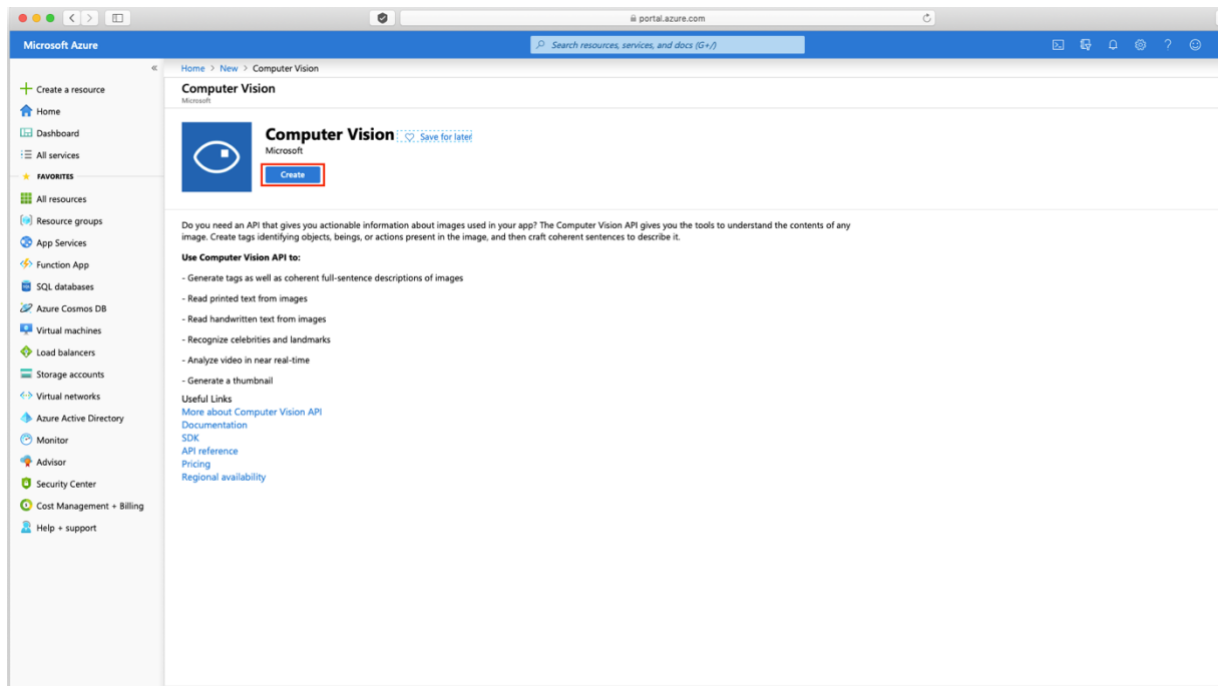 portal.azure.com
Microsoft Azure
Search resources, services, and docs (G+/)
«
Home > New > Computer Vision
Create a resource
Home
Dashboard
All services
FAVORITES
All resources
Resource groups
App Services
Function App
SQL databases
Azure Cosmos DB
Virtual machines
Load balancers
Storage accounts
Virtual networks
Azure Active Directory
Monitor
Advisor
Security Center
Cost Management + Billing
Help + support
Computer Vision
Microsoft
Computer Vision
Save for later
Microsoft
Create
Do you need an API that gives you actionable information about images used in your app? The Computer Vision API gives you the tools to understand the contents of any
image. Create tags identifying objects, beings, or actions present in the image, and then craft coherent sentences to describe it.
Use Computer Vision API to:
- Generate tags as well as coherent full-sentence descriptions of images
- Read printed text from images
- Read handwritten text from images
- Recognize celebrities and landmarks
- Analyze video in near real-time
- Generate a thumbnail
Useful Links
More about Computer Vision API
Documentation
SDK
API reference
Pricing
Regional availability